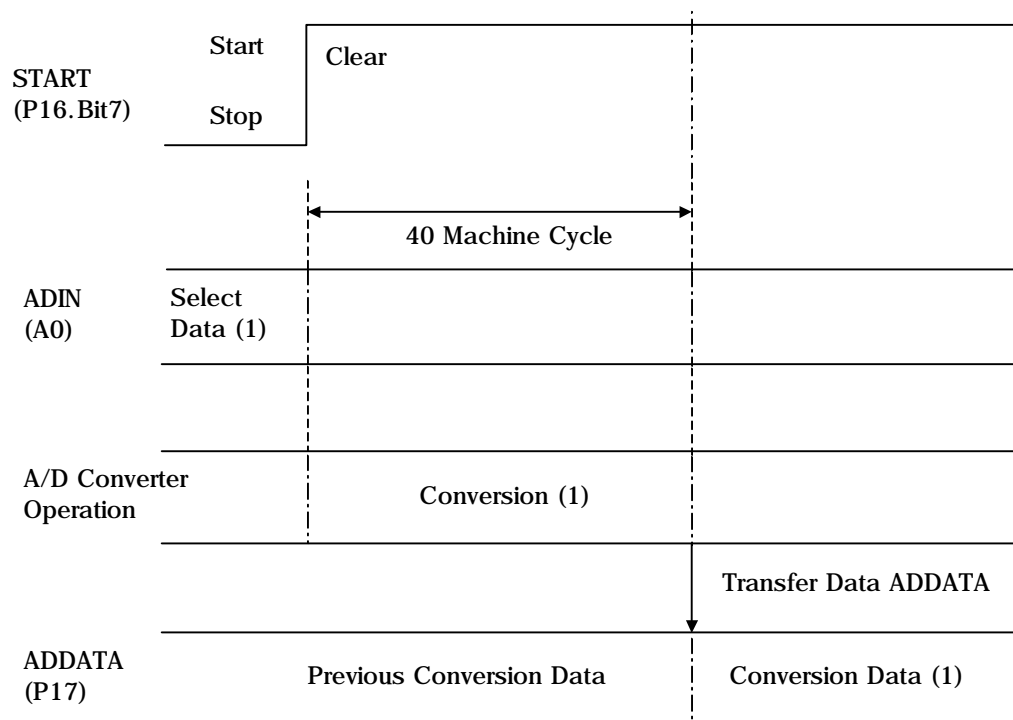 Start
Clear
START
(P16.Bit7)
Stop
40 Machine Cycle
ADIN
(A0)
Select
Data (1)
A/D Converter
Operation
Conversion (1)
Transfer Data ADDATA
ADDATA
(P17)
Previous Conversion Data
Conversion Data (1)